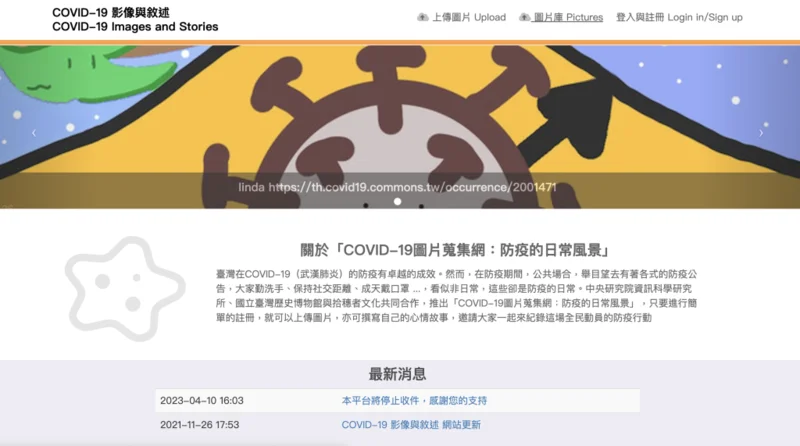 COVID-19 影像與敘述
COVID-19 Images and Stories
上傳圖片 Upload
圖片庫 Pictures
登入與註冊 Login in/Sign up
linda https://th.covid19.commons.tw/occurrence/2001471
關於「COVID-19圖片蒐集網：防疫的日常風景」
臺灣在COVID-19（武漢肺炎）的防疫有卓越的成效。然而，在防疫期間，公共場合，舉目望去有著各式的防疫公
告，大家勤洗手、保持社交距離、成天戴口罩 ...，看似非日常，這些卻是防疫的日常。中央研究院資訊科學研究
所、國立臺灣歷史博物館與拾穗者文化共同合作，推出「COVID-19圖片蒐集網：防疫的日常風景」，只要進行簡
單的註冊，就可以上傳圖片，亦可撰寫自己的心情故事，邀請大家一起來紀錄這場全民動員的防疫行動
最新消息
2023-04-10 16:03 本平台將停止收件，感謝您的支持
2021-11-26 17:53 COVID-19 影像與敘述 網站更新